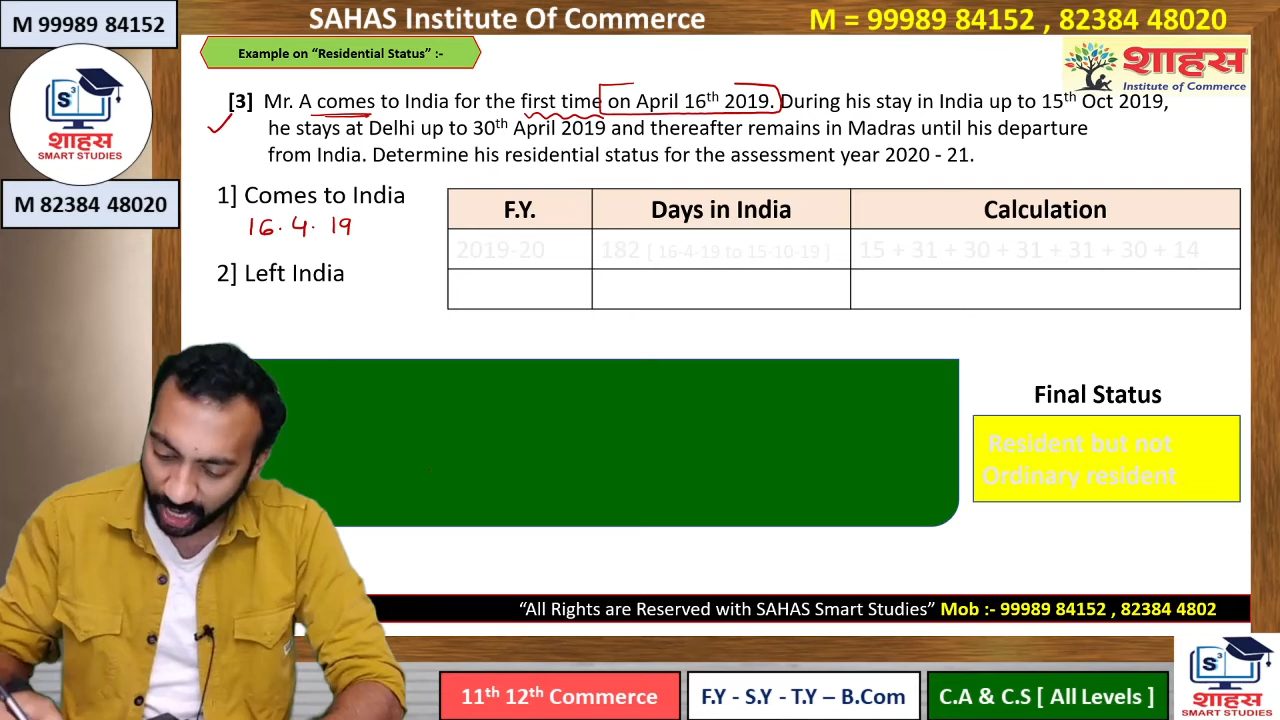 M 99989 84152
SAHAS Institute Of Commerce
M = 99989 84152 , 82384 48020
Example on “Residential Status” :-
शाहस
Institute of Commerce
S³
शाहस
SMART STUDIES
M 82384 48020
[3] Mr. A comes to India for the first time on April 16th 2019. During his stay in India up to 15th Oct 2019,
he stays at Delhi up to 30th April 2019 and thereafter remains in Madras until his departure
from India. Determine his residential status for the assessment year 2020 - 21.
1] Comes to India
16. 4. 19
2] Left India
F.Y. Days in India Calculation
2019-20 182 [ 16-4-19 to 15-10-19 ] 15 + 31 + 30 + 31 + 31 + 30 + 14
Final Status
Resident but not
Ordinary resident
“All Rights are Reserved with SAHAS Smart Studies” Mob :- 99989 84152 , 82384 4802
11th 12th Commerce
F.Y - S.Y - T.Y – B.Com
C.A & C.S [ All Levels ]
S³
शाहस
SMART STUDIES